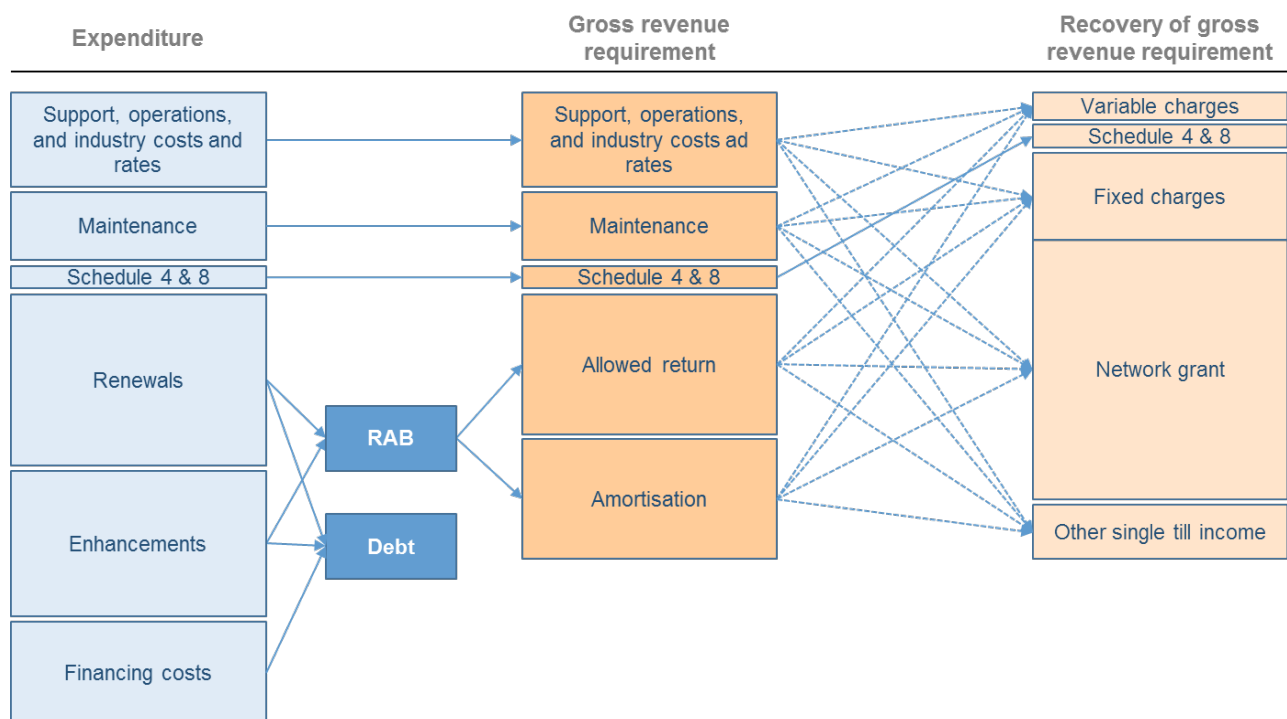 Expenditure
Gross revenue
requirement
Recovery of gross
revenue requirement
Support, operations,
and industry costs and
rates
Maintenance
Schedule 4 & 8
Renewals
Enhancements
Financing costs
RAB
Debt
Support, operations,
and industry costs ad
rates
Maintenance
Schedule 4 & 8
Allowed return
Amortisation
Variable charges
Schedule 4 & 8
Fixed charges
Network grant
Other single till income